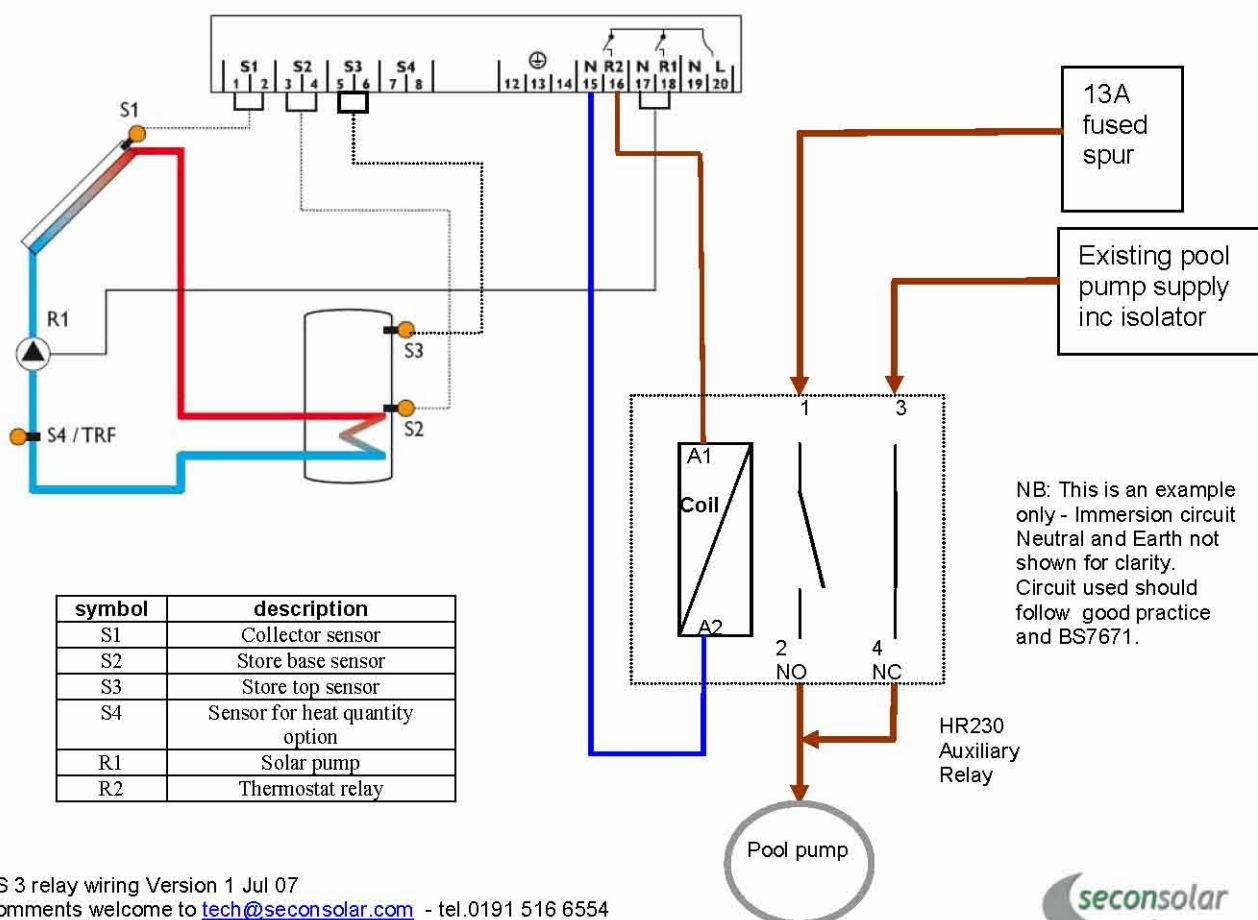 S1 S2 S3 S4 N R2 N R1 N L
1 2 3 4 5 6 7 8 12 13 14 15 16 17 18 19 20
S1
R1
S4 / TRF
S3
S2
13A
fused
spur
Existing pool
pump supply
inc isolator
1 3
A1
Coil
A2
2 4
NO NC
NB: This is an example
only - Immersion circuit
Neutral and Earth not
shown for clarity.
Circuit used should
follow good practice
and BS7671.
HR230
Auxiliary
Relay
Pool pump
symbol description
S1 Collector sensor
S2 Store base sensor
S3 Store top sensor
S4 Sensor for heat quantity
option
R1 Solar pump
R2 Thermostat relay
S 3 relay wiring Version 1 Jul 07
omments welcome to tech@seconsolar.com - tel.0191 516 6554
seconsolar